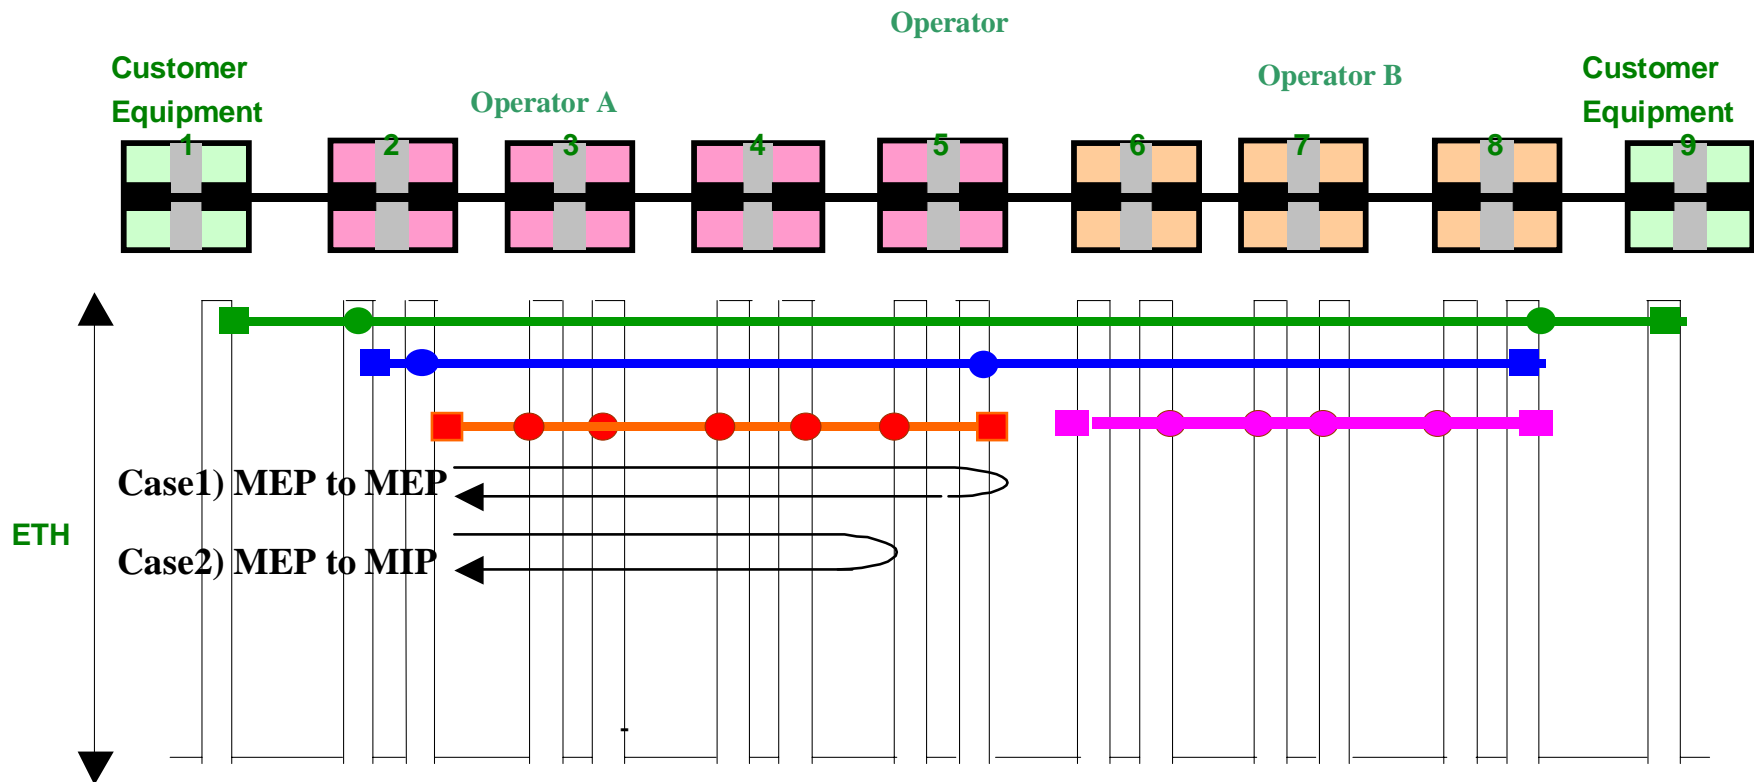 Operator
Customer
Equipment
Operator A
Operator B
Customer
Equipment
1
2
3
4
5
6
7
8
9
Case1) MEP to MEP
ETH
Case2) MEP to MIP